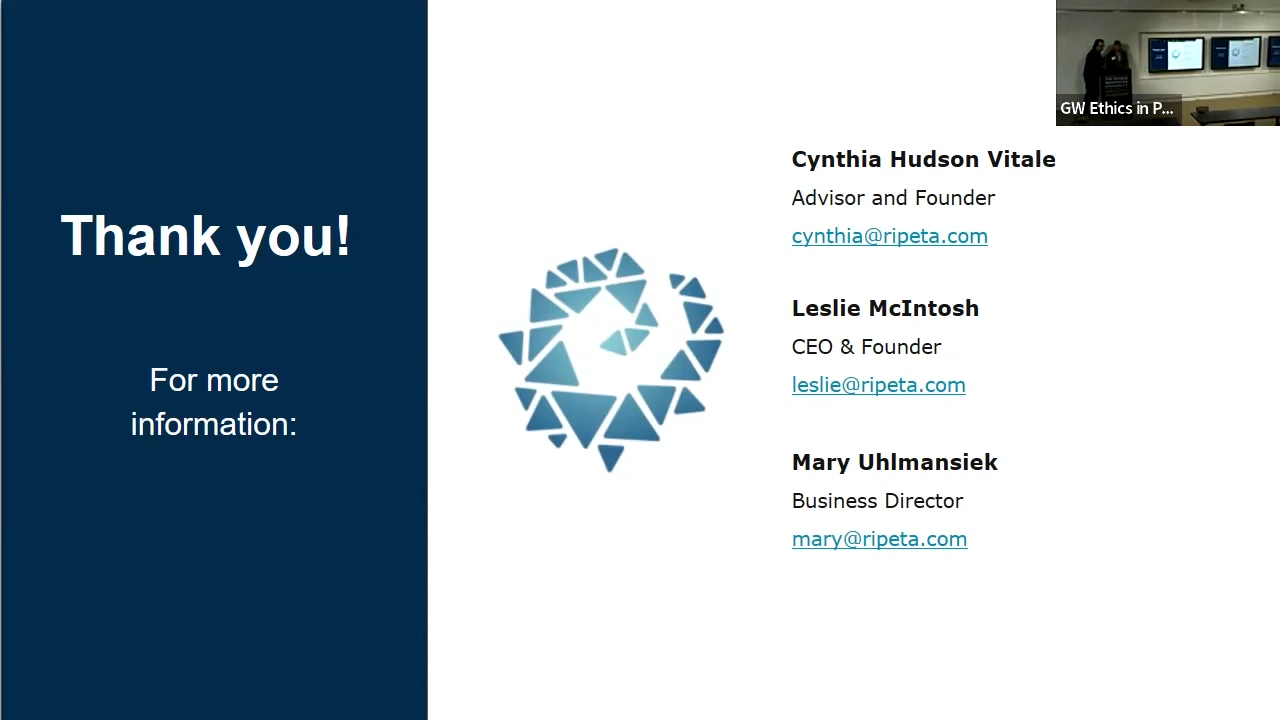 Thank you!
For more
information:
Cynthia Hudson Vitale
Advisor and Founder
cynthia@ripeta.com
Leslie McIntosh
CEO & Founder
leslie@ripeta.com
Mary Uhlmansiek
Business Director
mary@ripeta.com
GW Ethics in P...